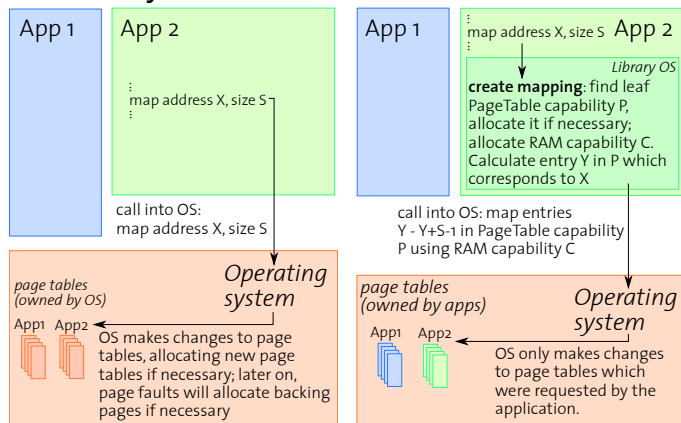 App 1
App 2
⋮
map address X, size S
⋮
call into OS:
map address X, size S
Operating
system
page tables
(owned by OS)
App1 App2
OS makes changes to page
tables, allocating new page
tables if necessary; later on,
page faults will allocate backing
pages if necessary
App 1
⋮
map address X, size S
App 2
⋮
Library OS
create mapping: find leaf
PageTable capability P,
allocate it if necessary;
allocate RAM capability C.
Calculate entry Y in P which
corresponds to X
call into OS: map entries
Y - Y+S-1 in PageTable capability
P using RAM capability C
page tables
(owned by apps)
Operating
system
App1 App2
OS only makes changes
to page tables which
were requested by the
application.